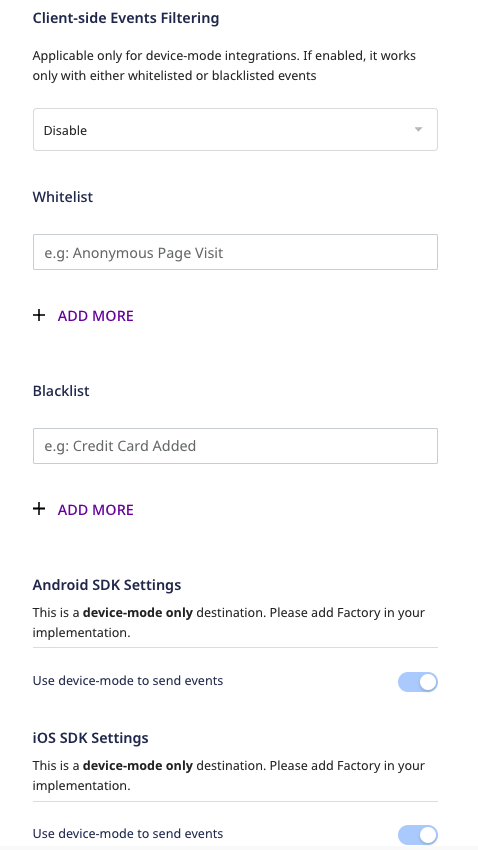 Client-side Events Filtering
Applicable only for device-mode integrations. If enabled, it works
only with either whitelisted or blacklisted events
Disable
Whitelist
e.g: Anonymous Page Visit
+ ADD MORE
Blacklist
e.g: Credit Card Added
+ ADD MORE
Android SDK Settings
This is a device-mode only destination. Please add Factory in your
implementation.
Use device-mode to send events
iOS SDK Settings
This is a device-mode only destination. Please add Factory in your
implementation.
Use device-mode to send events